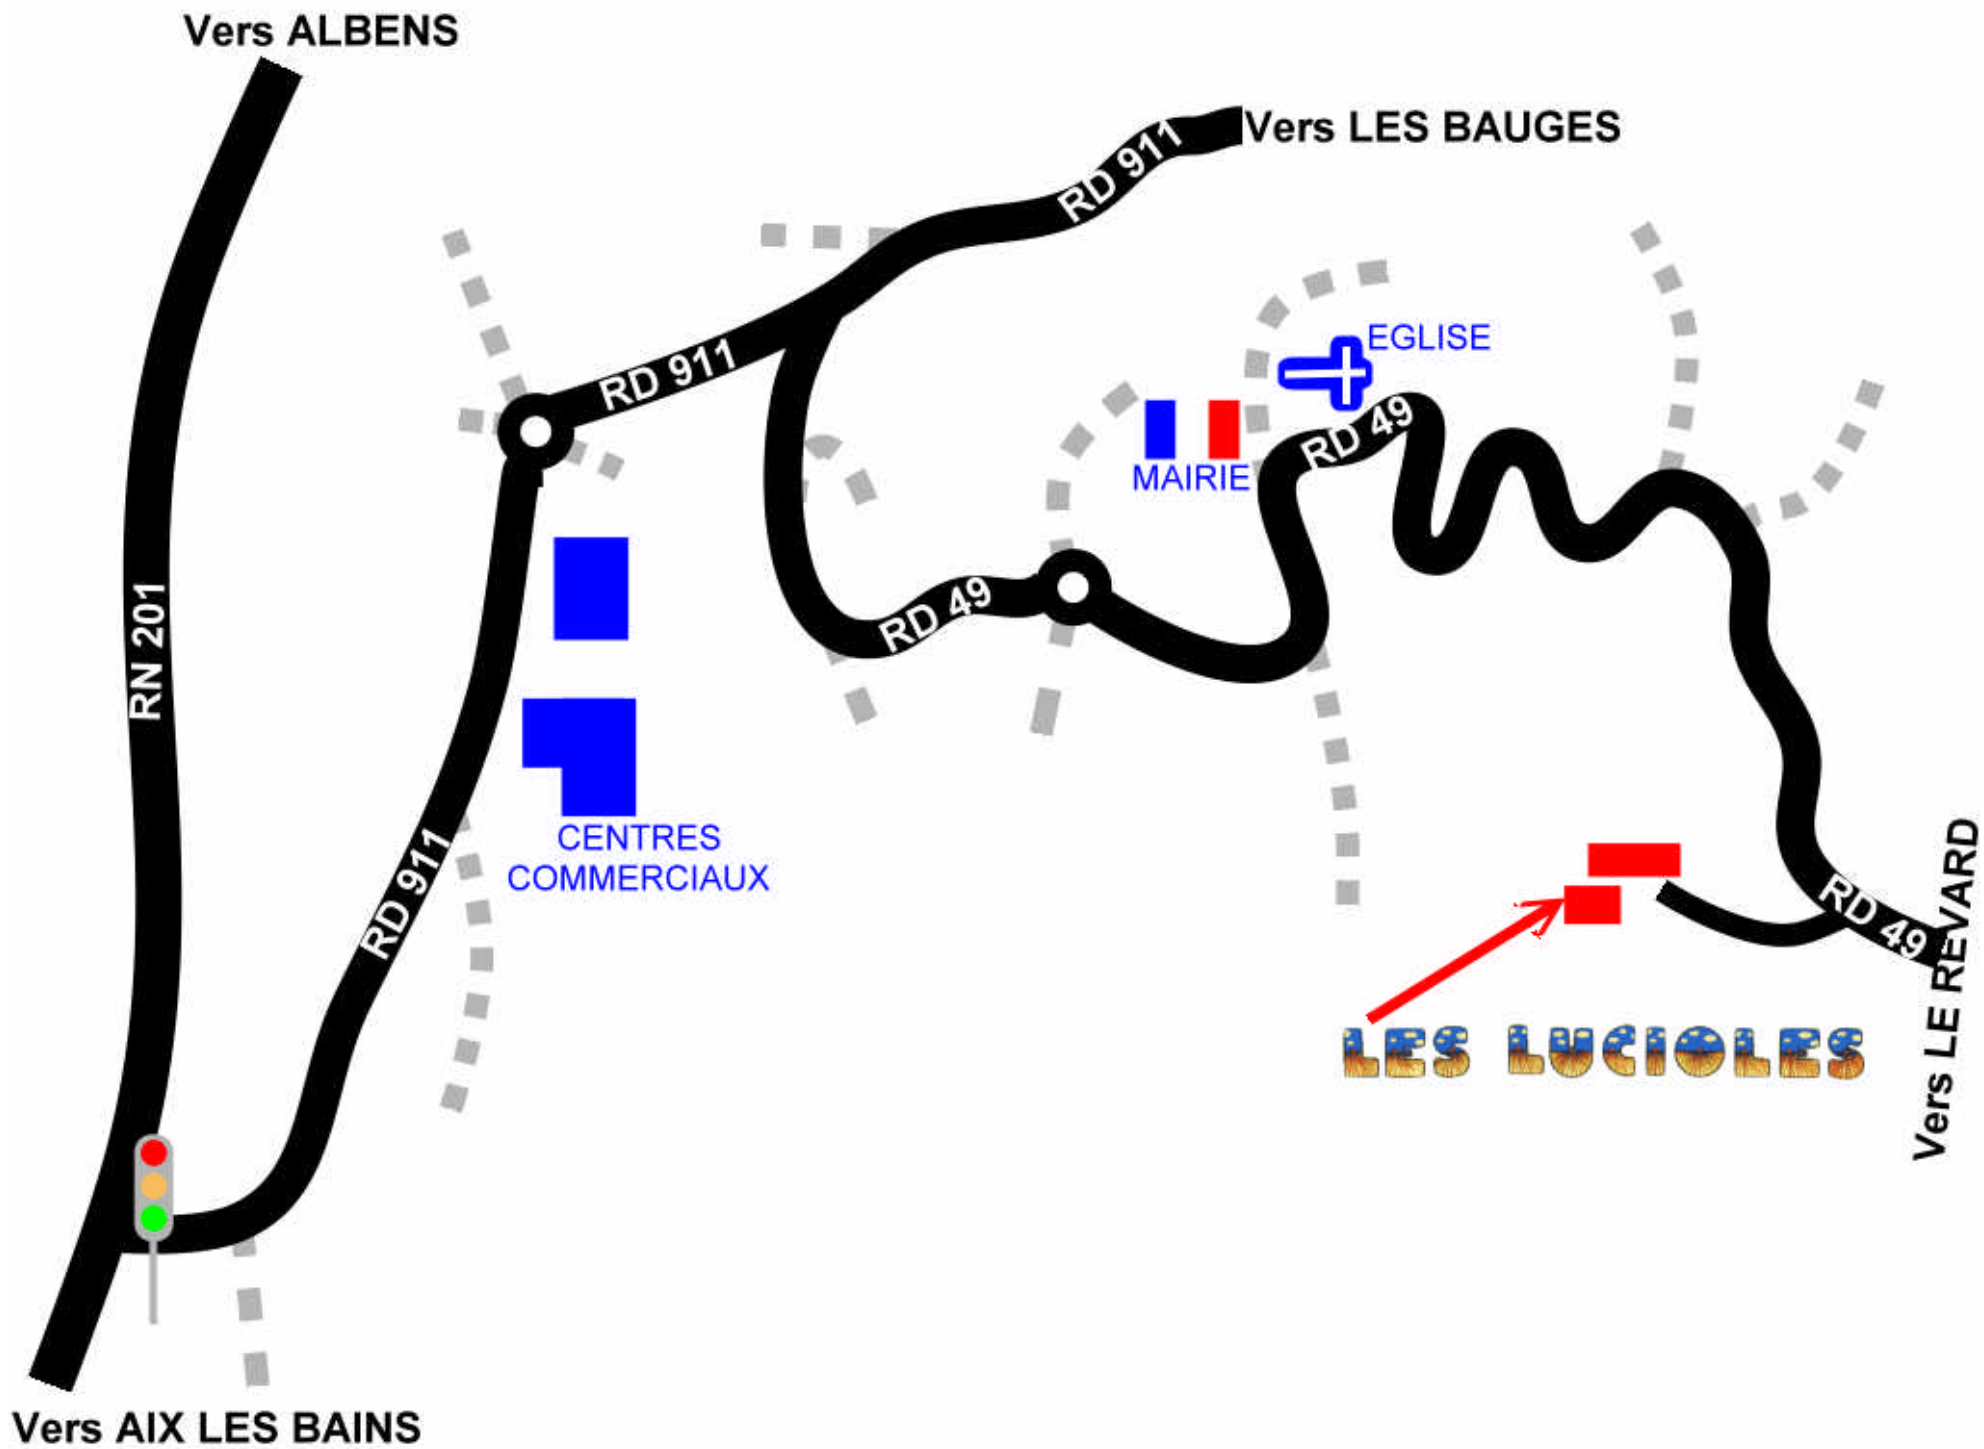 Vers ALBENS
Vers LES BAUGES
RD 911
EGLISE
RD 911
RD 49
MAIRIE
RN 201
RD 49
CENTRES
COMMERCIAUX
RD 911
RD 49
Vers LE REVARD
LES LUCIOLES
Vers AIX LES BAINS